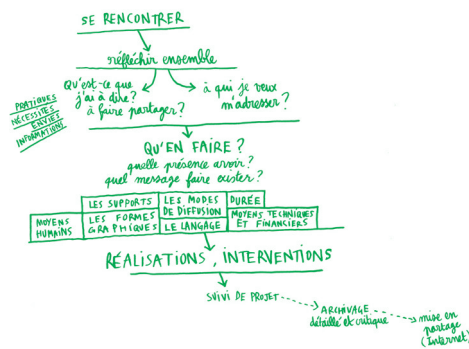 SE RENCONTRER
réfléchir ensemble
Qu'est-ce que
j'ai à dire?
à faire partager?
à qui je veux
m'adresser?
PRATIQUES
NÉCESSITÉS
ENVIES
INFORMATIONS
QU'EN FAIRE?
quelle présence avoir?
quel message faire exister?
LES SUPPORTS
LES MODES
DE DIFFUSION
DURÉE
MOYENS
HUMAINS
LES FORMES
GRAPHIQUES
LE LANGAGE
MOYENS TECHNIQUES
ET FINANCIERS
RÉALISATIONS, INTERVENTIONS
SUIVI DE PROJET
ARCHIVAGE
détaillé et critique
mise en
partage
(Internet)